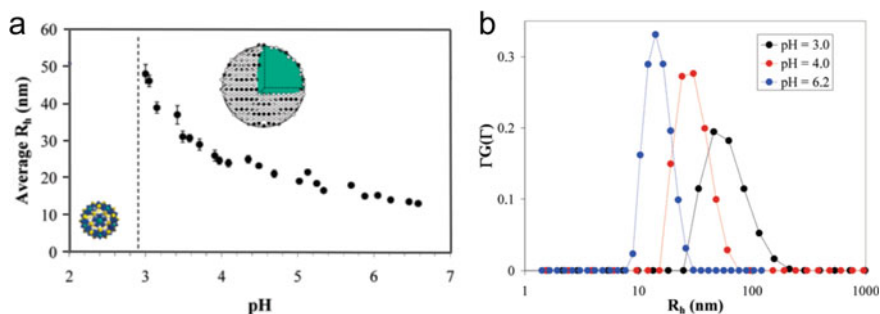 a
Average Rh (nm)
60
50
40
30
20
10
0
2
3
4
5
6
7
pH
b
ΓG(Γ)
0.3
0.2
0.1
0
1
10
100
1000
Rh (nm)
pH = 3.0
pH = 4.0
pH = 6.2